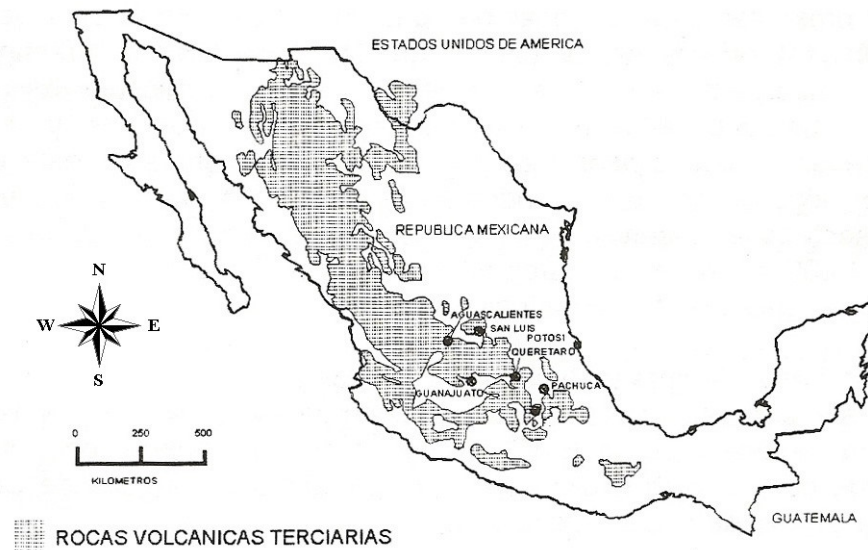 ESTADOS UNIDOS DE AMERICA
REPUBLICA MEXICANA
N
W
E
S
AGUASCALIENTES
SAN LUIS
POTOSI
QUERETARO
GUANAJUATO
PACHUCA
0 250 500
KILOMETROS
GUATEMALA
ROCAS VOLCANICAS TERCIARIAS